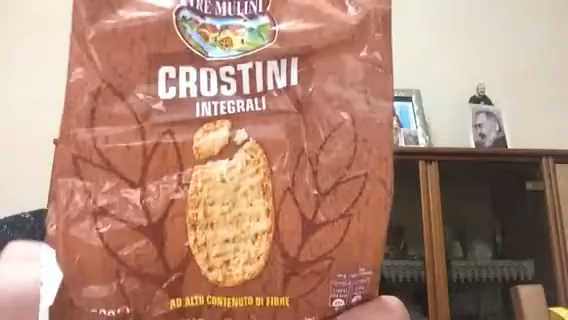 TRE MULINI
CROSTINI
INTEGRALI
AD ALTO CONTENUTO DI FIBRE